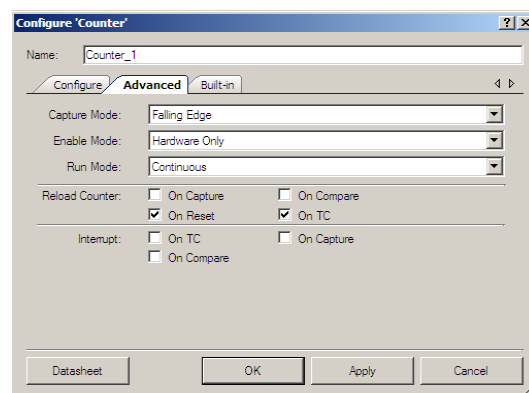 Configure 'Counter'
Name: Counter_1
Configure Advanced Built-in
Capture Mode: Falling Edge
Enable Mode: Hardware Only
Run Mode: Continuous
Reload Counter: On Capture On Compare
On Reset On TC
Interrupt: On TC On Capture
On Compare
Datasheet OK Apply Cancel